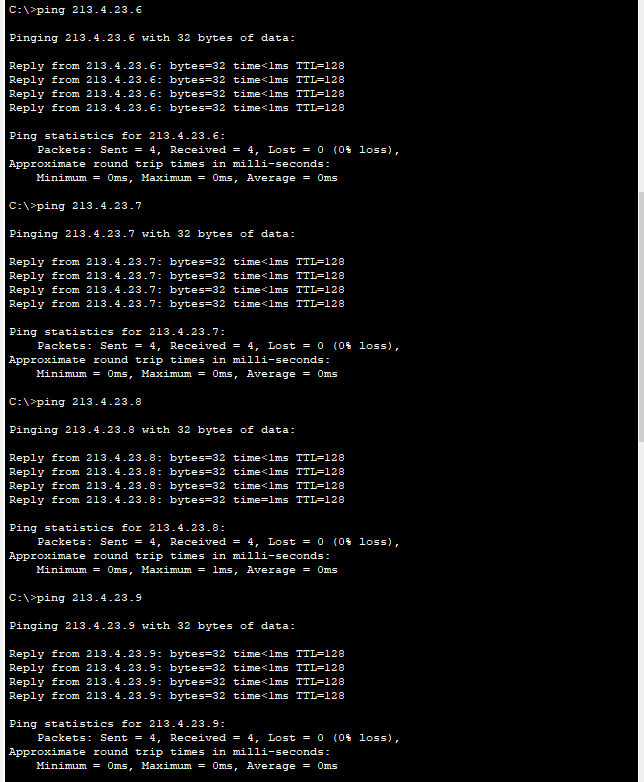 C:\>ping 213.4.23.6
Pinging 213.4.23.6 with 32 bytes of data:
Reply from 213.4.23.6: bytes=32 time<1ms TTL=128
Reply from 213.4.23.6: bytes=32 time<1ms TTL=128
Reply from 213.4.23.6: bytes=32 time<1ms TTL=128
Reply from 213.4.23.6: bytes=32 time<1ms TTL=128
Ping statistics for 213.4.23.6:
    Packets: Sent = 4, Received = 4, Lost = 0 (0% loss),
Approximate round trip times in milli-seconds:
    Minimum = 0ms, Maximum = 0ms, Average = 0ms
C:\>ping 213.4.23.7
Pinging 213.4.23.7 with 32 bytes of data:
Reply from 213.4.23.7: bytes=32 time<1ms TTL=128
Reply from 213.4.23.7: bytes=32 time<1ms TTL=128
Reply from 213.4.23.7: bytes=32 time<1ms TTL=128
Reply from 213.4.23.7: bytes=32 time<1ms TTL=128
Ping statistics for 213.4.23.7:
    Packets: Sent = 4, Received = 4, Lost = 0 (0% loss),
Approximate round trip times in milli-seconds:
    Minimum = 0ms, Maximum = 0ms, Average = 0ms
C:\>ping 213.4.23.8
Pinging 213.4.23.8 with 32 bytes of data:
Reply from 213.4.23.8: bytes=32 time<1ms TTL=128
Reply from 213.4.23.8: bytes=32 time<1ms TTL=128
Reply from 213.4.23.8: bytes=32 time<1ms TTL=128
Reply from 213.4.23.8: bytes=32 time=1ms TTL=128
Ping statistics for 213.4.23.8:
    Packets: Sent = 4, Received = 4, Lost = 0 (0% loss),
Approximate round trip times in milli-seconds:
    Minimum = 0ms, Maximum = 1ms, Average = 0ms
C:\>ping 213.4.23.9
Pinging 213.4.23.9 with 32 bytes of data:
Reply from 213.4.23.9: bytes=32 time<1ms TTL=128
Reply from 213.4.23.9: bytes=32 time<1ms TTL=128
Reply from 213.4.23.9: bytes=32 time<1ms TTL=128
Reply from 213.4.23.9: bytes=32 time<1ms TTL=128
Ping statistics for 213.4.23.9:
    Packets: Sent = 4, Received = 4, Lost = 0 (0% loss),
Approximate round trip times in milli-seconds:
    Minimum = 0ms, Maximum = 0ms, Average = 0ms